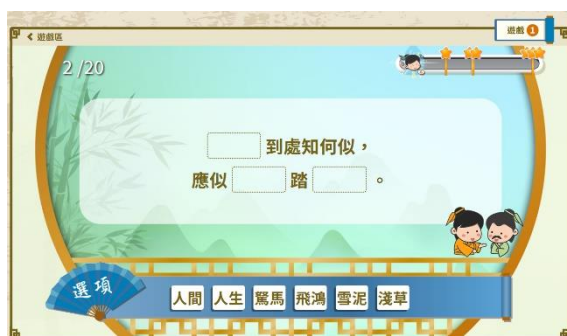 < 遊戲區
遊戲 1
2 /20
到處知何似，
應似 踏 。
選項
人間 人生 駑馬 飛鴻 雪泥 淺草